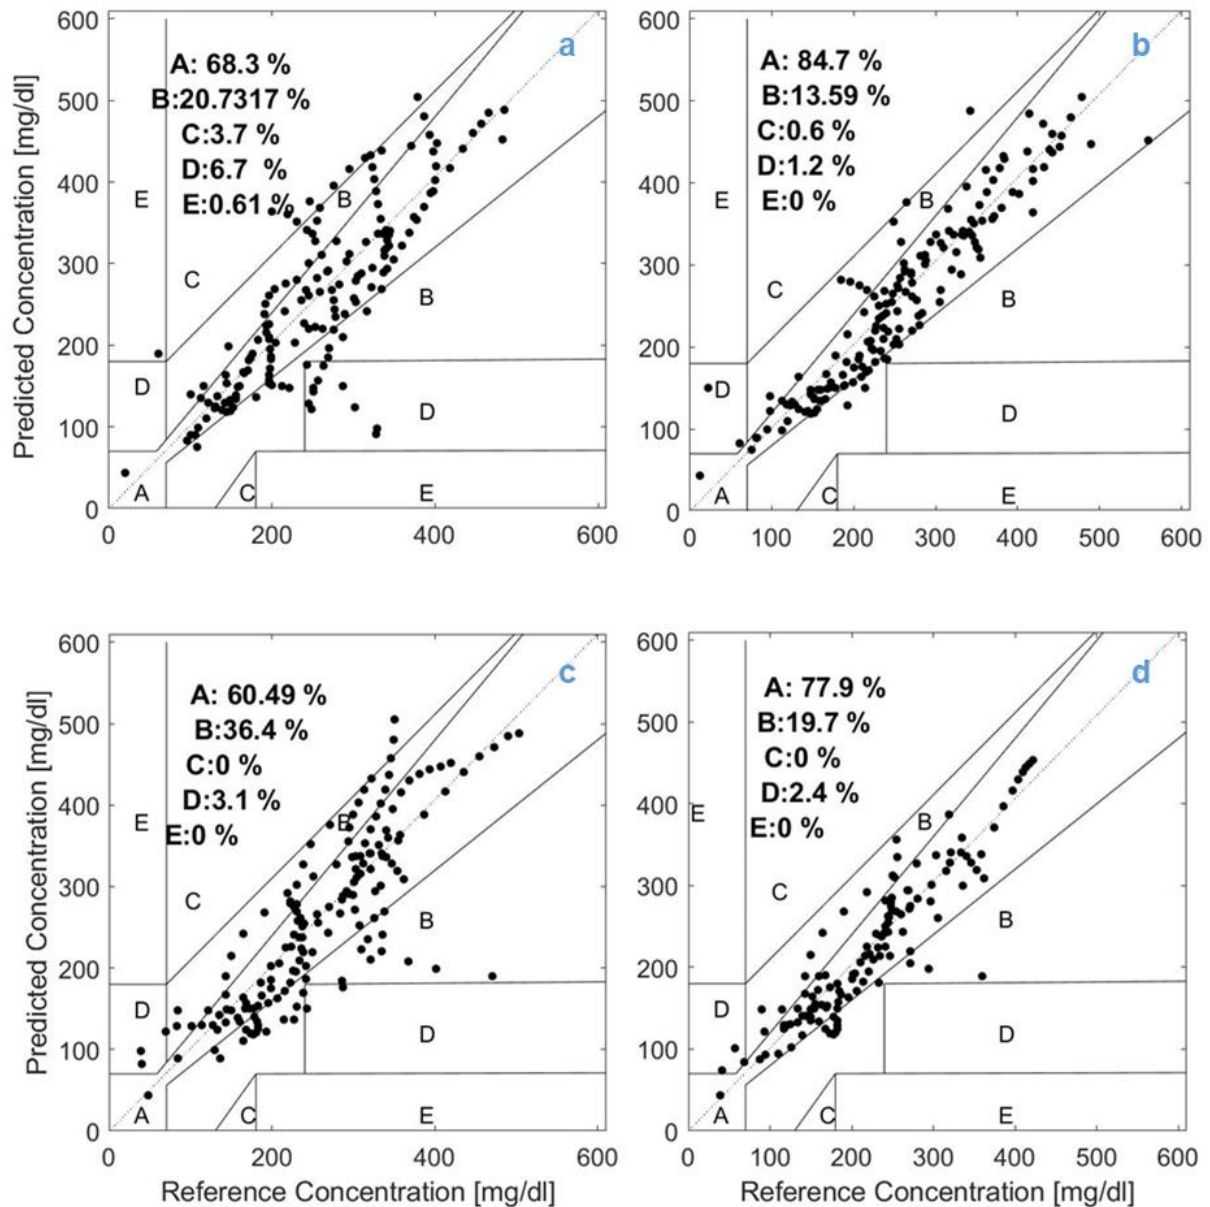 600
a
A: 68.3 %
B:20.7317 %
C:3.7 %
D:6.7 %
E:0.61 %
500
400
300
200
100
0
E
B
C
B
D
D
A
C
E
0
200
400
600
Predicted Concentration [mg/dl]
600
b
A: 84.7 %
B:13.59 %
C:0.6 %
D:1.2 %
E:0 %
500
400
300
200
100
0
E
B
C
B
D
D
A
C
E
100
200
300
400
500
600
600
c
A: 60.49 %
B:36.4 %
C:0 %
D:3.1 %
E:0 %
500
400
300
200
100
0
E
B
C
B
D
D
A
C
E
0
200
400
600
Predicted Concentration [mg/dl]
Reference Concentration [mg/dl]
600
d
A: 77.9 %
B:19.7 %
C:0 %
D:2.4 %
E:0 %
500
400
300
200
100
0
E
B
C
B
D
D
A
C
E
0
100
200
300
400
500
600
Reference Concentration [mg/dl]